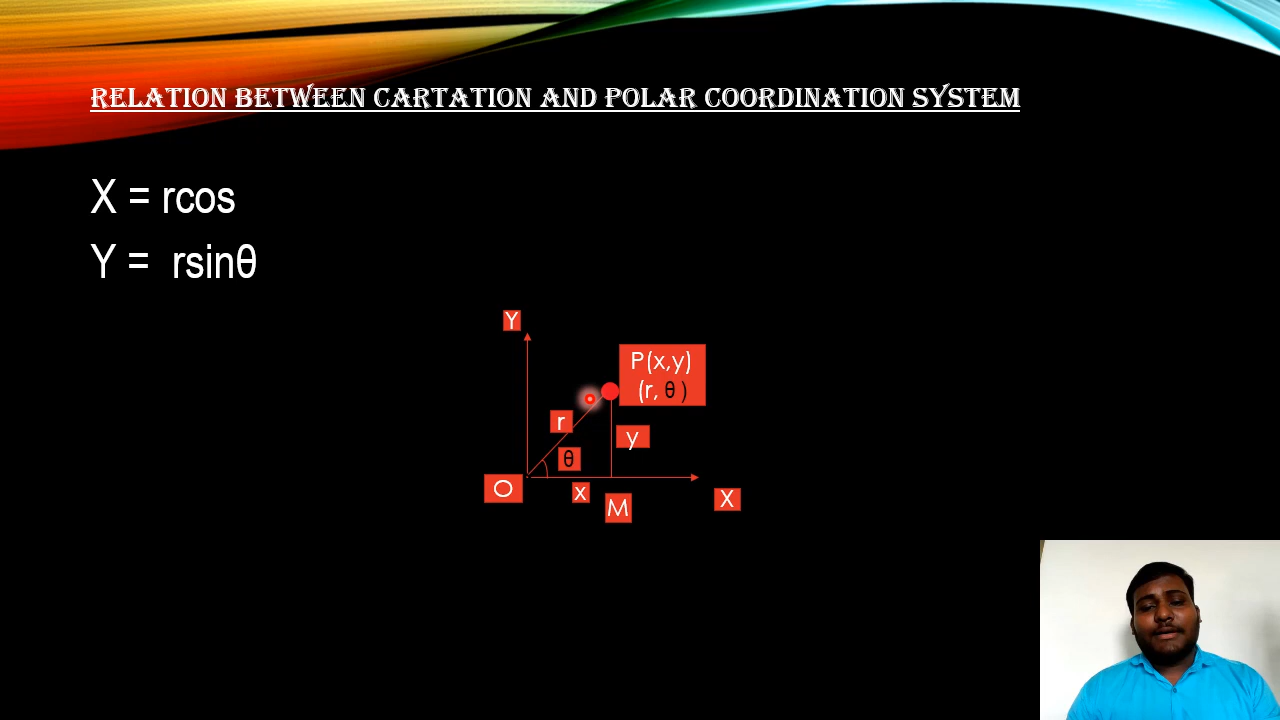 RELATION BETWEEN CARTATION AND POLAR COORDINATION SYSTEM
X = rcos
Y = rsinθ
Y
P(x,y)
(r, θ )
r
y
θ
O
x
M
X